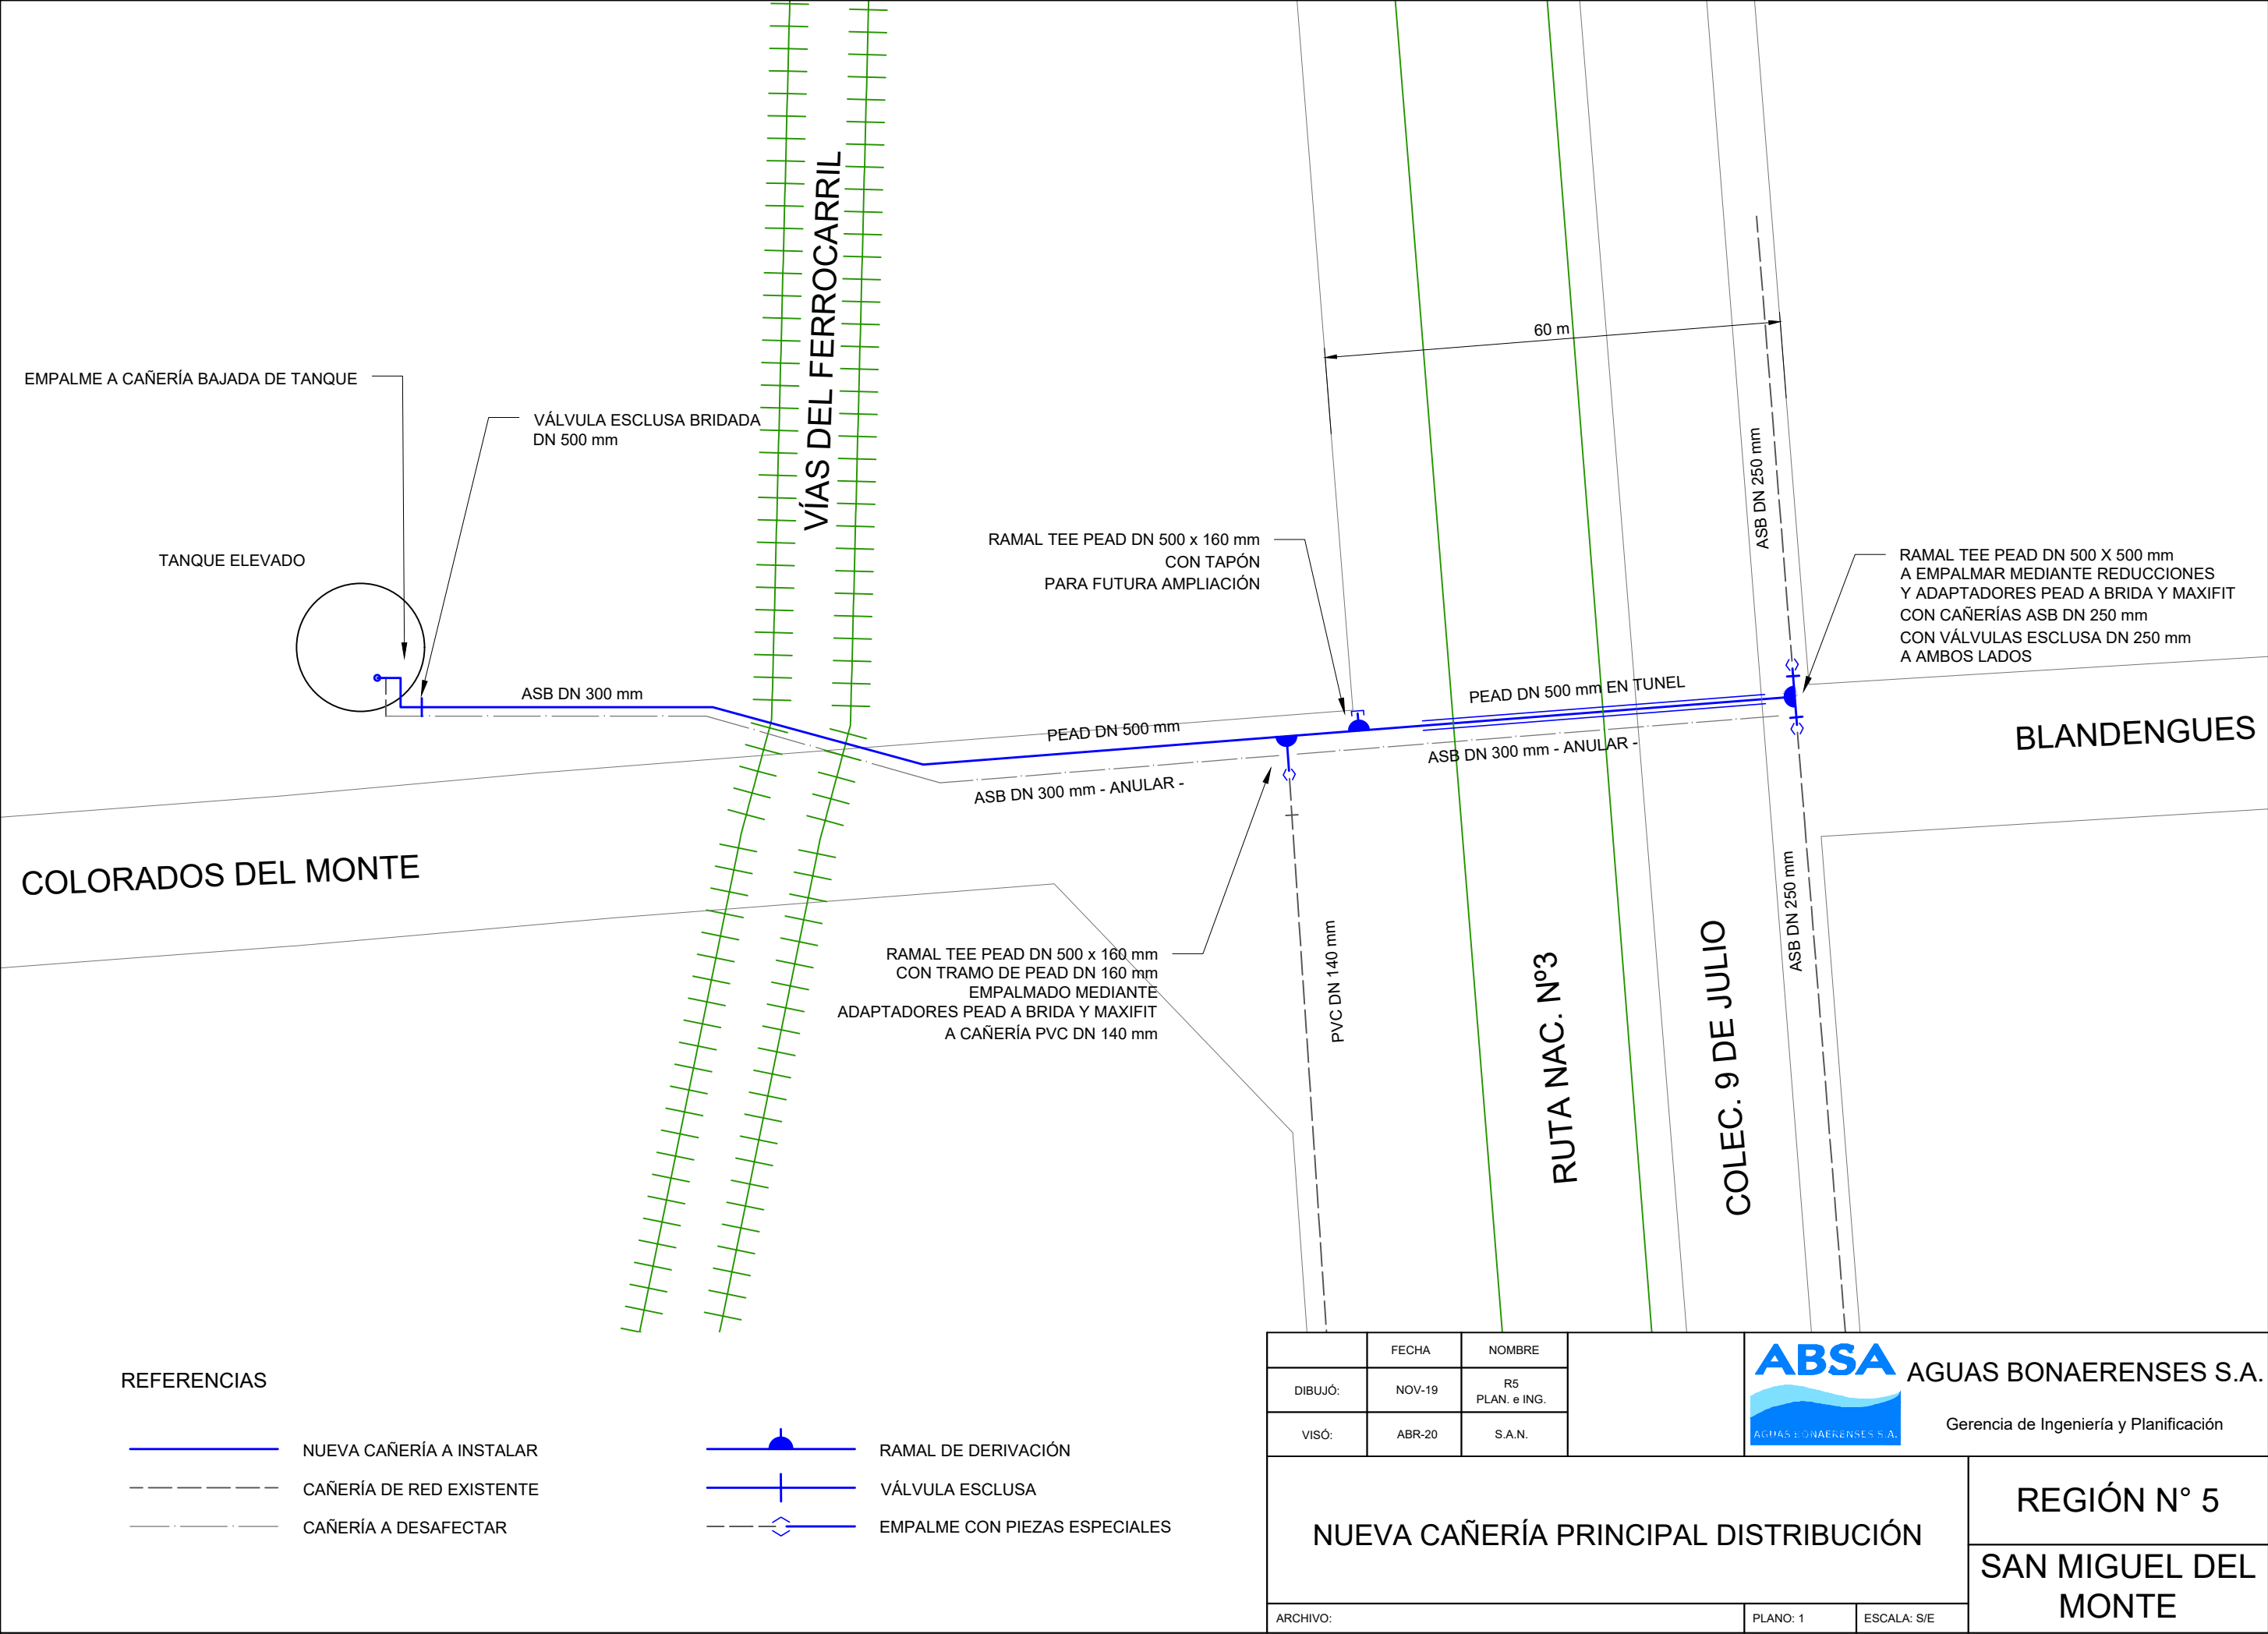 VÍAS DEL FERROCARRIL
60 m
EMPALME A CAÑERÍA BAJADA DE TANQUE
VÁLVULA ESCLUSA BRIDADA
DN 500 mm
TANQUE ELEVADO
ASB DN 250 mm
RAMAL TEE PEAD DN 500 x 160 mm
CON TAPÓN
PARA FUTURA AMPLIACIÓN
RAMAL TEE PEAD DN 500 X 500 mm
A EMPALMAR MEDIANTE REDUCCIONES
Y ADAPTADORES PEAD A BRIDA Y MAXIFIT
CON CAÑERÍAS ASB DN 250 mm
CON VÁLVULAS ESCLUSA DN 250 mm
A AMBOS LADOS
ASB DN 300 mm
PEAD DN 500 mm
PEAD DN 500 mm EN TUNEL
ASB DN 300 mm - ANULAR -
ASB DN 300 mm - ANULAR -
BLANDENGUES
COLORADOS DEL MONTE
RAMAL TEE PEAD DN 500 x 160 mm
CON TRAMO DE PEAD DN 160 mm
EMPALMADO MEDIANTE
ADAPTADORES PEAD A BRIDA Y MAXIFIT
A CAÑERÍA PVC DN 140 mm
PVC DN 140 mm
RUTA NAC. Nº3
COLEC. 9 DE JULIO
ASB DN 250 mm
REFERENCIAS
NUEVA CAÑERÍA A INSTALAR
CAÑERÍA DE RED EXISTENTE
CAÑERÍA A DESAFECTAR
RAMAL DE DERIVACIÓN
VÁLVULA ESCLUSA
EMPALME CON PIEZAS ESPECIALES
FECHA
NOMBRE
DIBUJÓ:
NOV-19
R5
PLAN. e ING.
VISÓ:
ABR-20
S.A.N.
ABSA
AGUAS BONAERENSES S.A.
AGUAS BONAERENSES S.A.
Gerencia de Ingeniería y Planificación
NUEVA CAÑERÍA PRINCIPAL DISTRIBUCIÓN
REGIÓN N° 5
SAN MIGUEL DEL
MONTE
ARCHIVO:
PLANO: 1
ESCALA: S/E